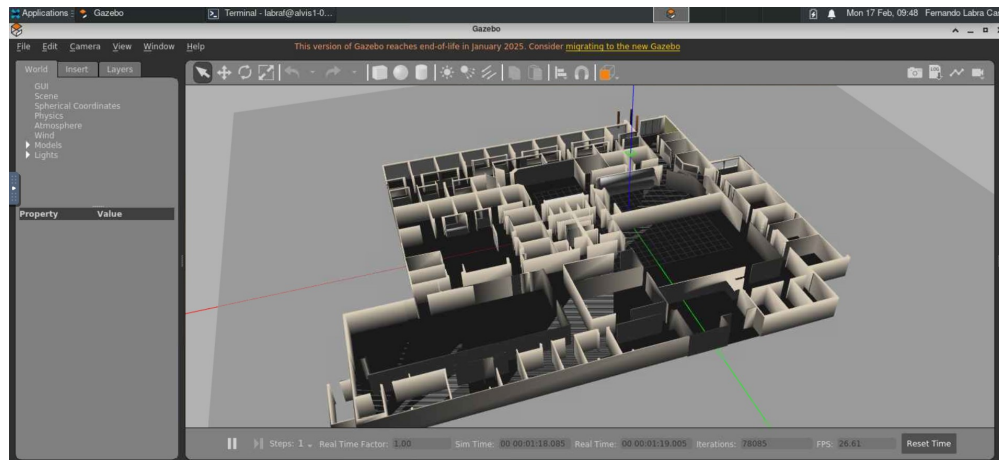 Applications Gazebo Terminal - labraf@alvis1-0... Mon 17 Feb, 09:48 Fernando Labra Ca
Gazebo
File Edit Camera View Window Help This version of Gazebo reaches end-of-life in January 2025. Consider migrating to the new Gazebo
World Insert Layers
GUI
Scene
Spherical Coordinates
Physics
Atmosphere
Wind
Models
Lights
Property Value
Steps: 1 Real Time Factor: 1.00 Sim Time: 00 00:01:18.085 Real Time: 00 00:01:19.005 Iterations: 78085 FPS: 26.61 Reset Time